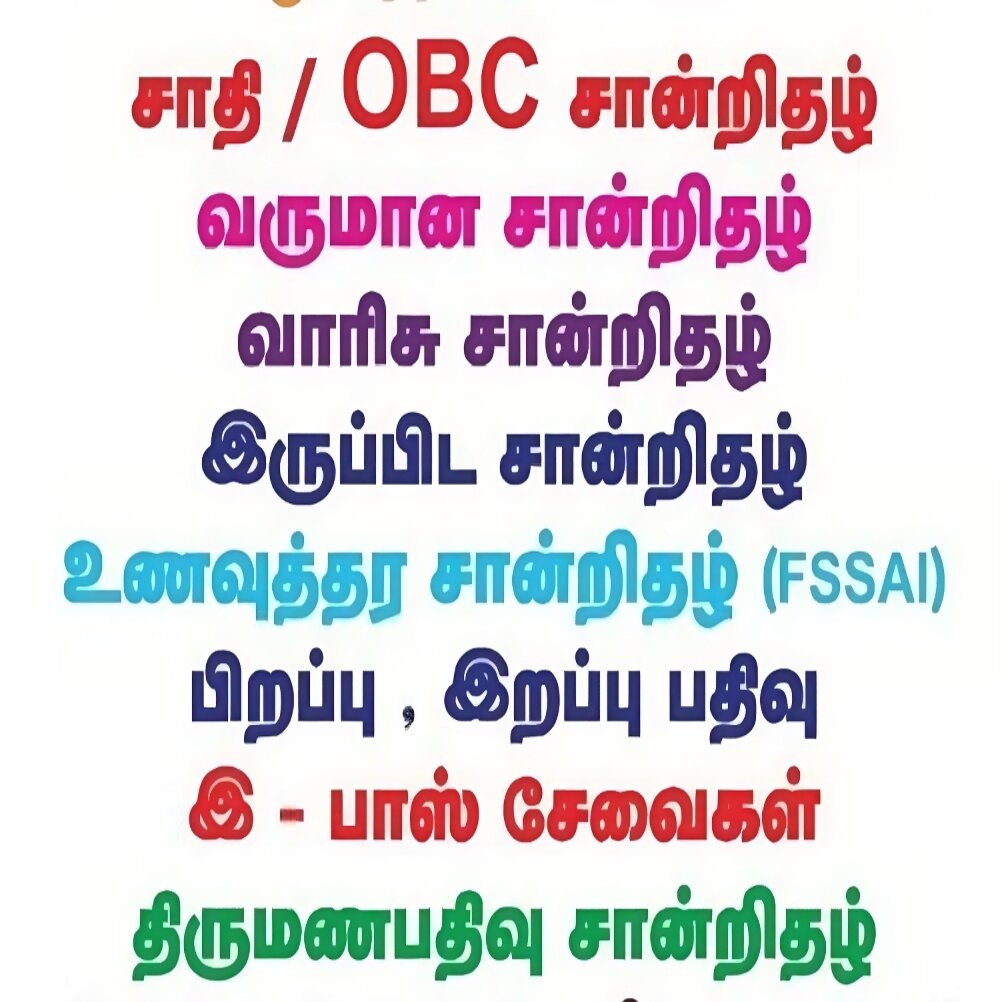 சாதி / OBC சான்றிதழ்
வருமான சான்றிதழ்
வாரிசு சான்றிதழ்
இருப்பிட சான்றிதழ்
உணவுத்தர சான்றிதழ் (FSSAI)
பிறப்பு , இறப்பு பதிவு
இ - பாஸ் சேவைகள்
திருமணபதிவு சான்றிதழ்